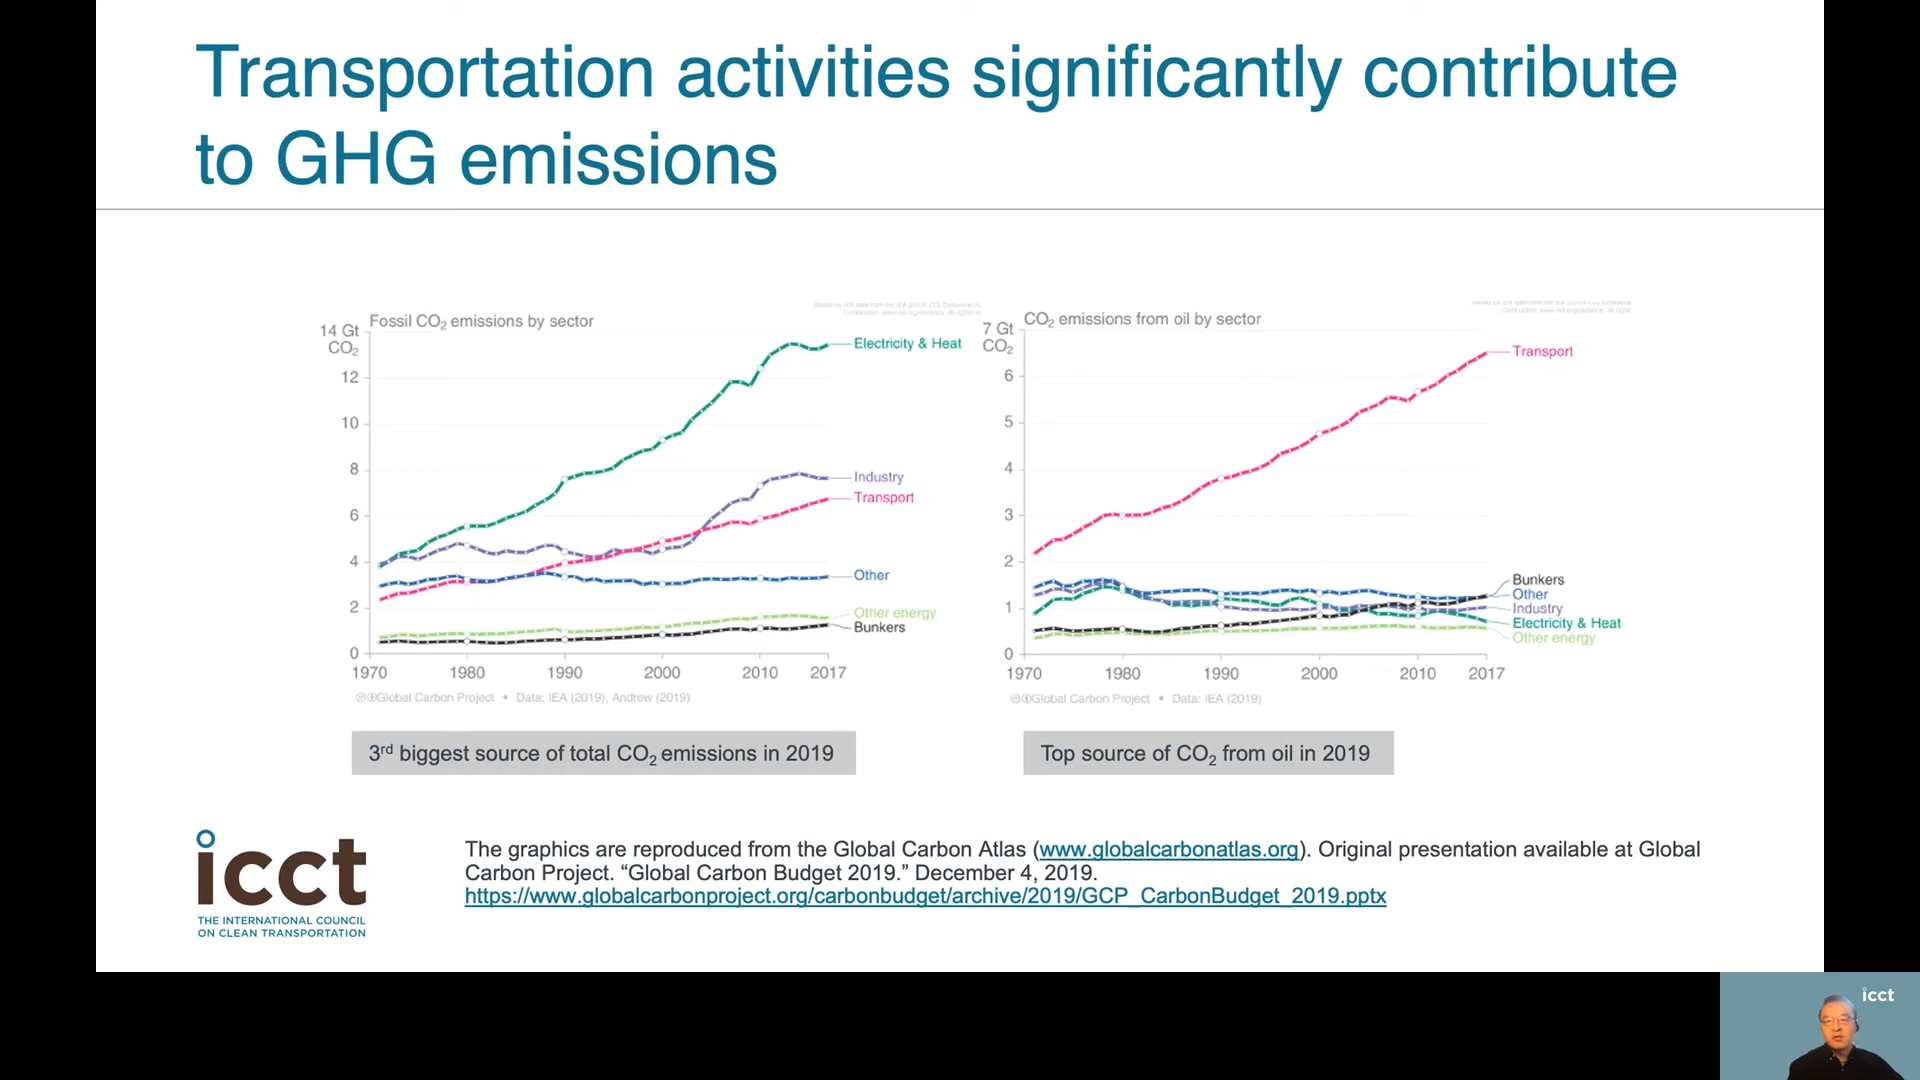 Transportation activities significantly contribute
to GHG emissions
Fossil CO₂ emissions by sector
14 Gt
CO₂
12
10
8
6
4
2
0
1970
1980
1990
2000
2010
2017
Electricity & Heat
Industry
Transport
Other
Other energy
Bunkers
Global Carbon Project • Data: IEA (2019), Andrew (2019)
3rd biggest source of total CO₂ emissions in 2019
CO₂ emissions from oil by sector
7 Gt
CO₂
6
5
4
3
2
1
0
1970
1980
1990
2000
2010
2017
Transport
Bunkers
Other
Industry
Electricity & Heat
Other energy
Global Carbon Project • Data: IEA (2019)
Top source of CO₂ from oil in 2019
icct
THE INTERNATIONAL COUNCIL
ON CLEAN TRANSPORTATION
The graphics are reproduced from the Global Carbon Atlas (www.globalcarbonatlas.org). Original presentation available at Global
Carbon Project. “Global Carbon Budget 2019.” December 4, 2019.
https://www.globalcarbonproject.org/carbonbudget/archive/2019/GCP_CarbonBudget_2019.pptx
icct